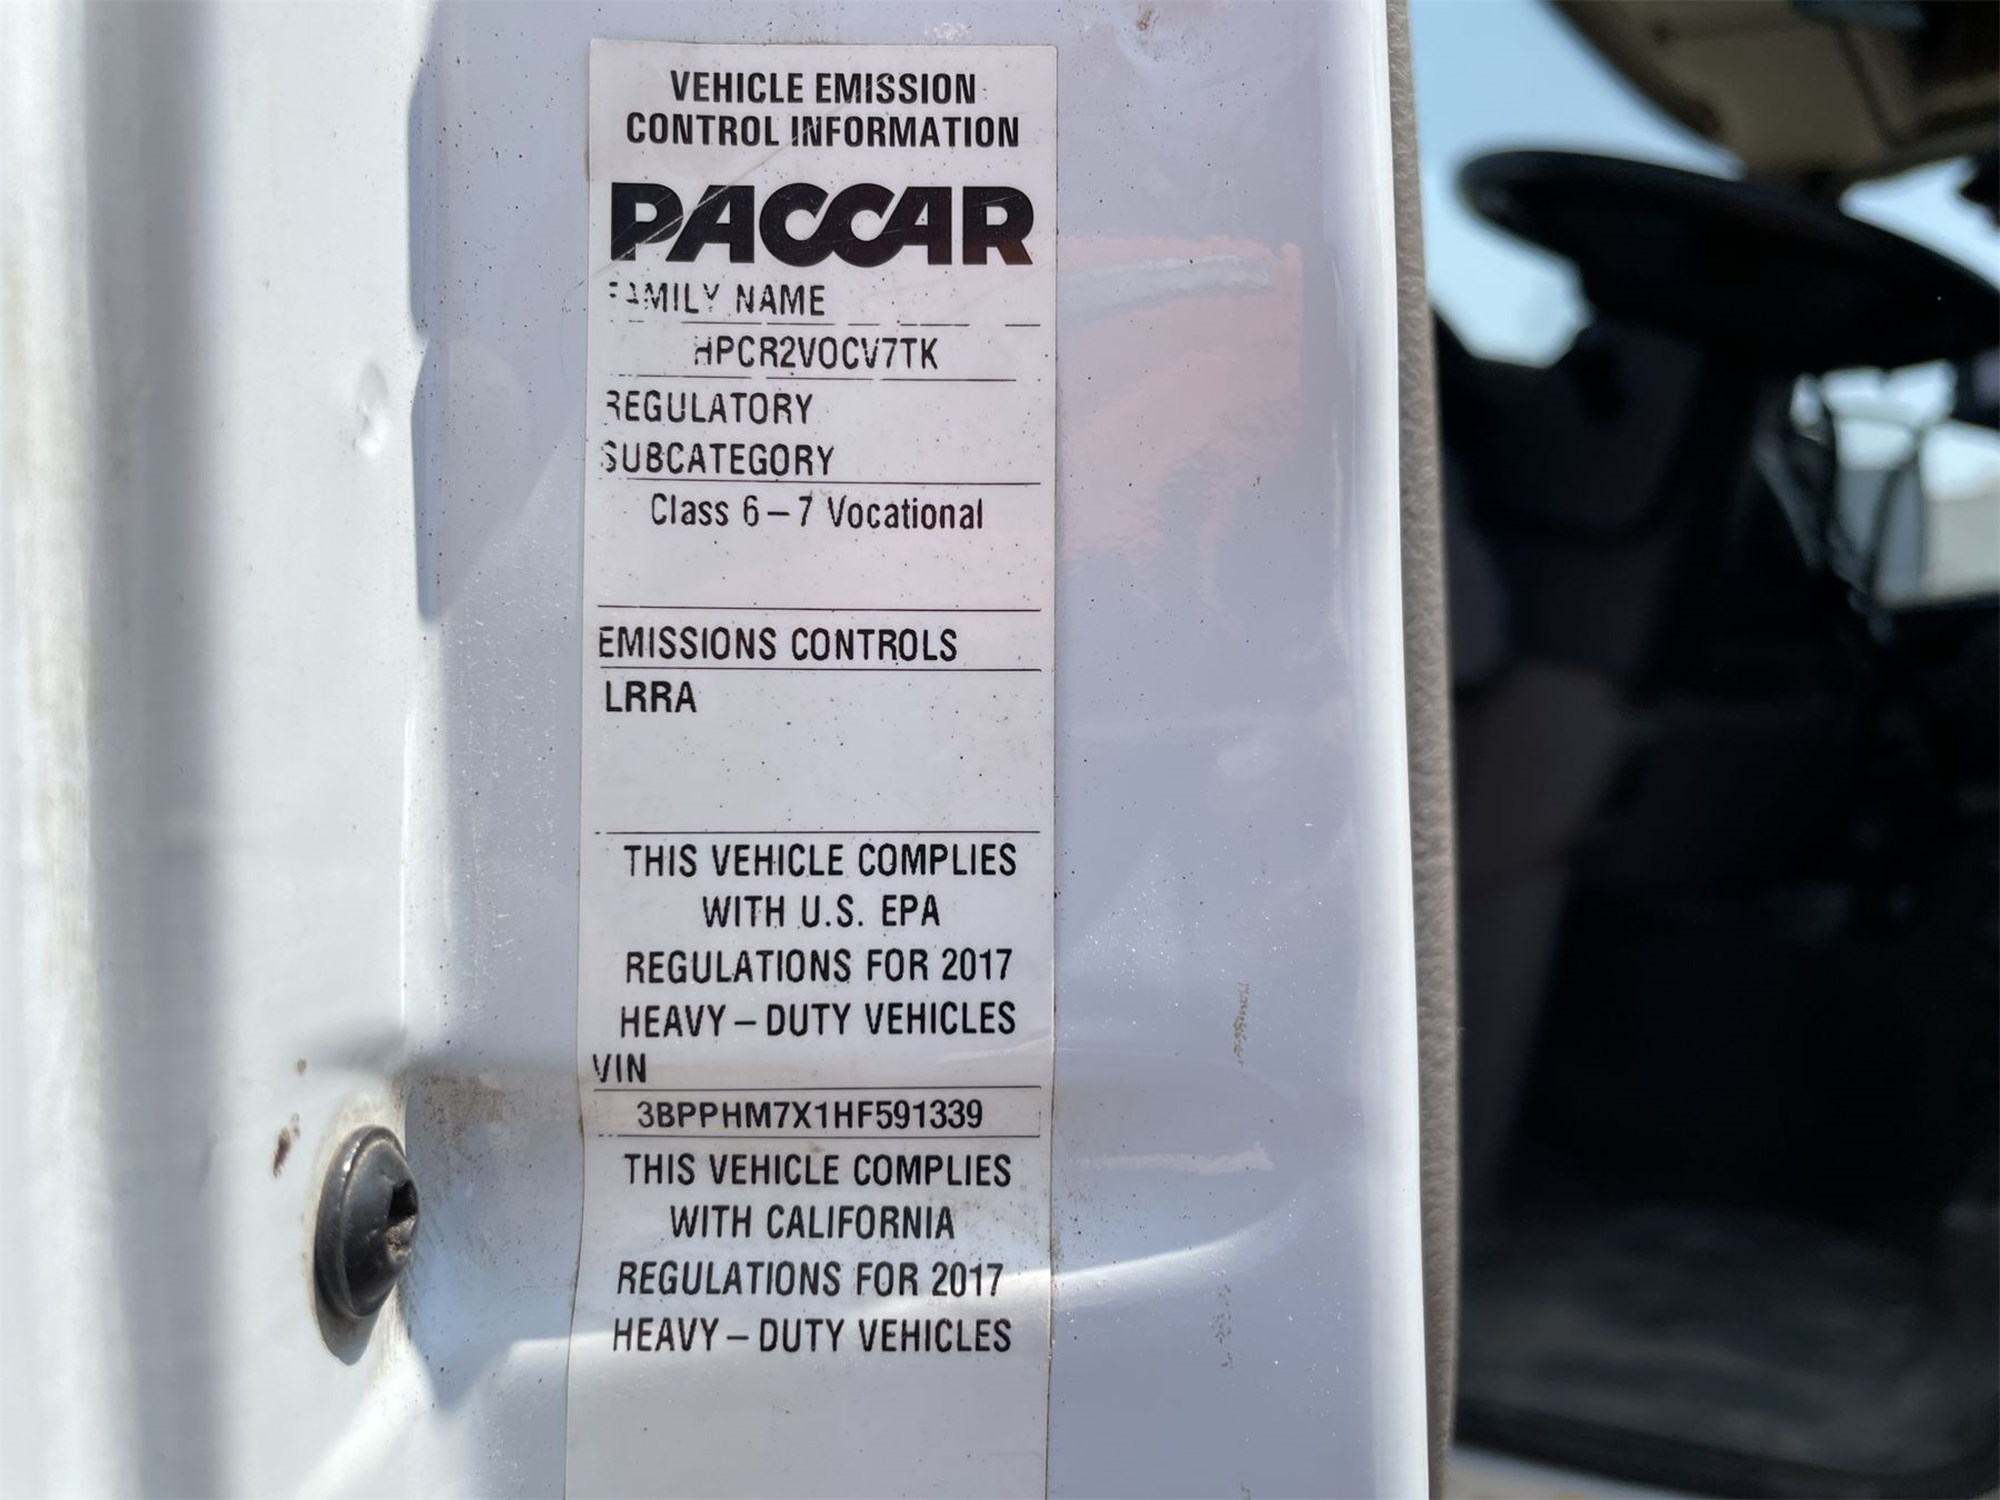 VEHICLE EMISSION
CONTROL INFORMATION
PACCAR
FAMILY NAME
HPCR2VOCV7TK
REGULATORY
SUBCATEGORY
Class 6–7 Vocational
EMISSIONS CONTROLS
LRRA
THIS VEHICLE COMPLIES
WITH U.S. EPA
REGULATIONS FOR 2017
HEAVY–DUTY VEHICLES
VIN
3BPPHM7X1HF591339
THIS VEHICLE COMPLIES
WITH CALIFORNIA
REGULATIONS FOR 2017
HEAVY–DUTY VEHICLES